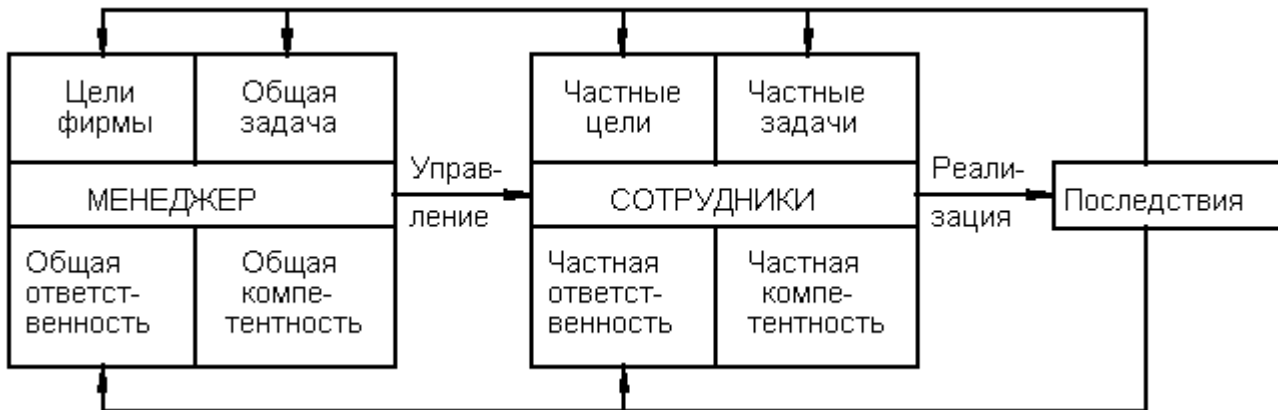 Цели
фирмы
Общая
задача
Частные
цели
Частные
задачи
МЕНЕДЖЕР
Управ-
ление
СОТРУДНИКИ
Реали-
зация
Последствия
Общая
ответст-
венность
Общая
компе-
тентность
Частная
ответст-
венность
Частная
компе-
тентность